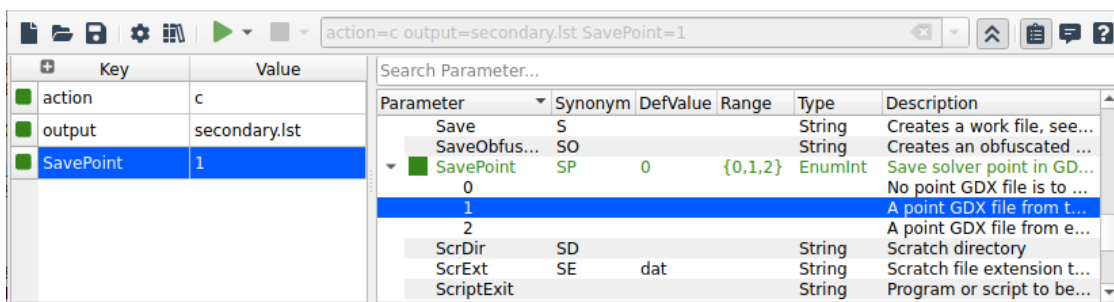 action=c output=secondary.lst SavePoint=1
Key Value
action c
output secondary.lst
SavePoint 1
Search Parameter...
Parameter Synonym DefValue Range Type Description
Save S String Creates a work file, see...
SaveObfus... SO String Creates an obfuscated ...
SavePoint SP 0 {0,1,2} EnumInt Save solver point in GD...
0 No point GDX file is to ...
1 A point GDX file from t...
2 A point GDX file from e...
ScrDir SD String Scratch directory
ScrExt SE dat String Scratch file extension t...
ScriptExit String Program or script to be...